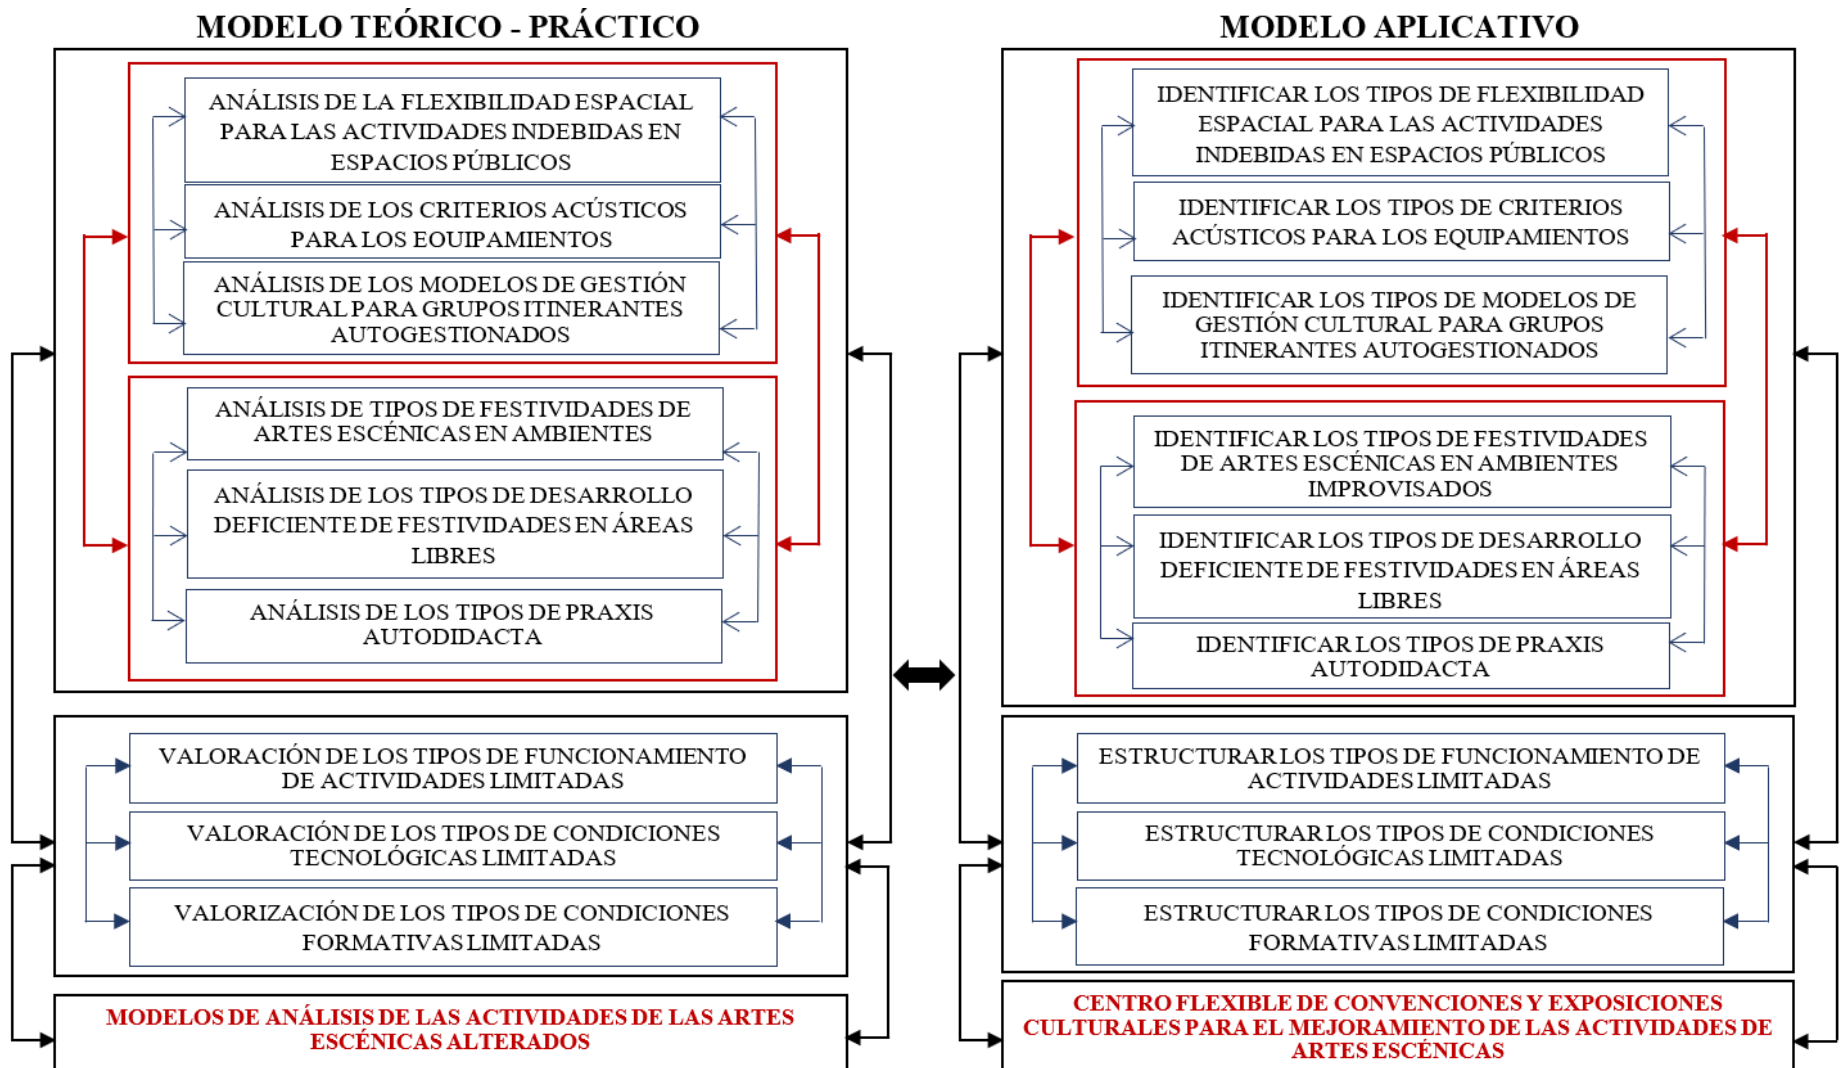 MODELO TEÓRICO - PRÁCTICO
ANÁLISIS DE LA FLEXIBILIDAD ESPACIAL
PARA LAS ACTIVIDADES INDEBIDAS EN
ESPACIOS PÚBLICOS
ANÁLISIS DE LOS CRITERIOS ACÚSTICOS
PARA LOS EQUIPAMIENTOS
ANÁLISIS DE LOS MODELOS DE GESTIÓN
CULTURAL PARA GRUPOS ITINERANTES
AUTOGESTIONADOS
ANÁLISIS DE TIPOS DE FESTIVIDADES DE
ARTES ESCÉNICAS EN AMBIENTES
ANÁLISIS DE LOS TIPOS DE DESARROLLO
DEFICIENTE DE FESTIVIDADES EN ÁREAS
LIBRES
ANÁLISIS DE LOS TIPOS DE PRAXIS
AUTODIDACTA
VALORACIÓN DE LOS TIPOS DE FUNCIONAMIENTO
DE ACTIVIDADES LIMITADAS
VALORACIÓN DE LOS TIPOS DE CONDICIONES
TECNOLÓGICAS LIMITADAS
VALORIZACIÓN DE LOS TIPOS DE CONDICIONES
FORMATIVAS LIMITADAS
MODELOS DE ANÁLISIS DE LAS ACTIVIDADES DE LAS ARTES
ESCÉNICAS ALTERADOS
MODELO APLICATIVO
IDENTIFICAR LOS TIPOS DE FLEXIBILIDAD
ESPACIAL PARA LAS ACTIVIDADES
INDEBIDAS EN ESPACIOS PÚBLICOS
IDENTIFICAR LOS TIPOS DE CRITERIOS
ACÚSTICOS PARA LOS EQUIPAMIENTOS
IDENTIFICAR LOS TIPOS DE MODELOS DE
GESTIÓN CULTURAL PARA GRUPOS
ITINERANTES AUTOGESTIONADOS
IDENTIFICAR LOS TIPOS DE FESTIVIDADES
DE ARTES ESCÉNICAS EN AMBIENTES
IMPROVISADOS
IDENTIFICAR LOS TIPOS DE DESARROLLO
DEFICIENTE DE FESTIVIDADES EN ÁREAS
LIBRES
IDENTIFICAR LOS TIPOS DE PRAXIS
AUTODIDACTA
ESTRUCTURAR LOS TIPOS DE FUNCIONAMIENTO DE
ACTIVIDADES LIMITADAS
ESTRUCTURAR LOS TIPOS DE CONDICIONES
TECNOLÓGICAS LIMITADAS
ESTRUCTURAR LOS TIPOS DE CONDICIONES
FORMATIVAS LIMITADAS
CENTRO FLEXIBLE DE CONVENCIONES Y EXPOSICIONES
CULTURALES PARA EL MEJORAMIENTO DE LAS ACTIVIDADES DE
ARTES ESCÉNICAS